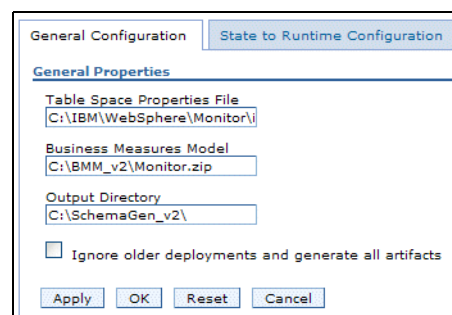 General Configuration State to Runtime Configuration
General Properties
Table Space Properties File
C:\IBM\WebSphere\Monitor\i
Business Measures Model
C:\BMM_v2\Monitor.zip
Output Directory
C:\SchemaGen_v2\
Ignore older deployments and generate all artifacts
Apply OK Reset Cancel